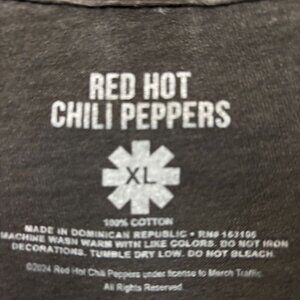 RED HOT
CHILI PEPPERS
XL
100% COTTON
MADE IN DOMINICAN REPUBLIC • RN#
MACHINE WASH WARM WITH LIKE COLORS. DO NOT IRON
DECORATIONS. TUMBLE DRY LOW. DO NOT BLEACH.
©2024 Red Hot Chili Peppers under license to Merch Traffic.
All Rights Reserved.